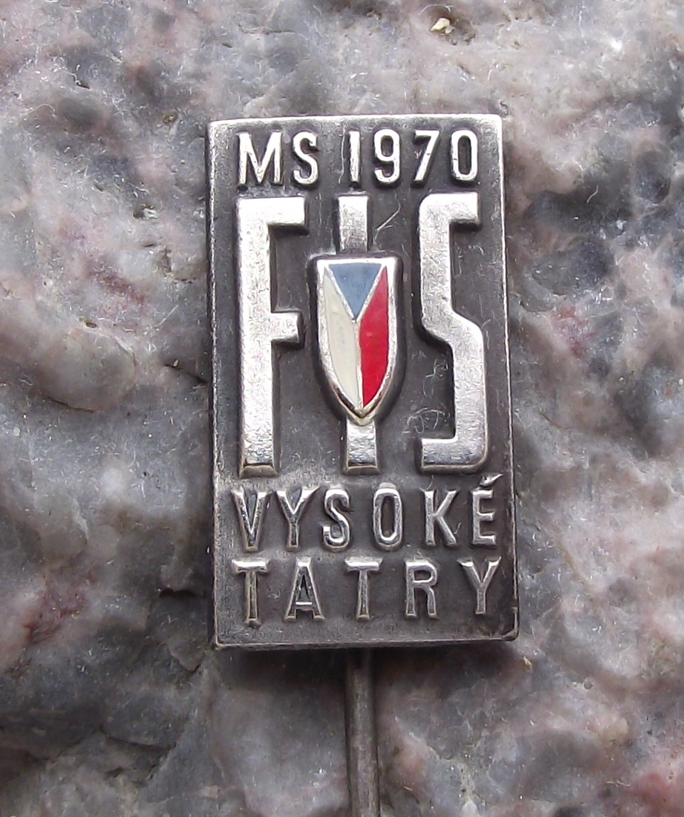 MS 1970
FIS
VYSOKÉ
TATRY